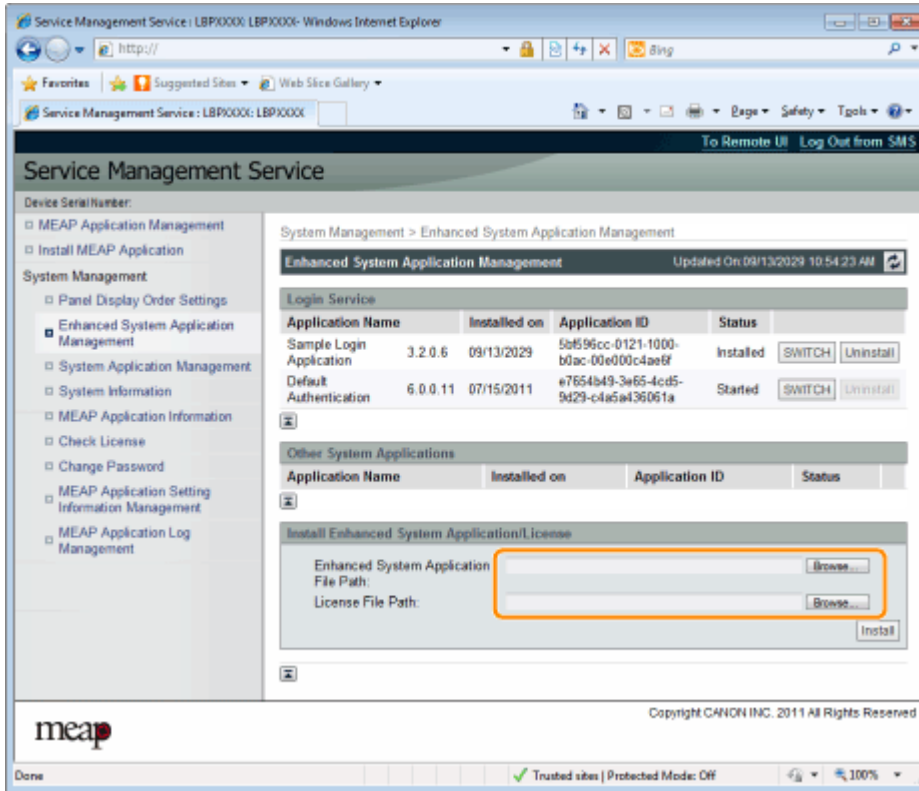 Service Management Service : LBPXXXX: LBPXXXX- Windows Internet Explorer
http://
Bing
Favorites Suggested Sites Web Slice Gallery
Service Management Service : LBPXXXX: LBPXXXX
Page Safety Tools
To Remote UI Log Out from SMS
Service Management Service
Device Serial Number:
MEAP Application Management
Install MEAP Application
System Management
Panel Display Order Settings
Enhanced System Application
Management
System Application Management
System Information
MEAP Application Information
Check License
Change Password
MEAP Application Setting
Information Management
MEAP Application Log
Management
System Management > Enhanced System Application Management
Enhanced System Application Management Updated On:09/13/2029 10:54:23 AM
Login Service
Application Name Installed on Application ID Status
Sample Login
Application 3.2.0.6 09/13/2029 5bf596cc-0121-1000-
b0ac-00e000c4ae6f Installed SWITCH Uninstall
Default
Authentication 6.0.0.11 07/15/2011 e7654b49-3e65-4cd5-
9d29-c4a5a436061a Started SWITCH Uninstall
Other System Applications
Application Name Installed on Application ID Status
Install Enhanced System Application/License
Enhanced System Application
File Path: Browse...
License File Path: Browse...
Install
Copyright CANON INC. 2011 All Rights Reserved
meap
Done Trusted sites | Protected Mode: Off 100%